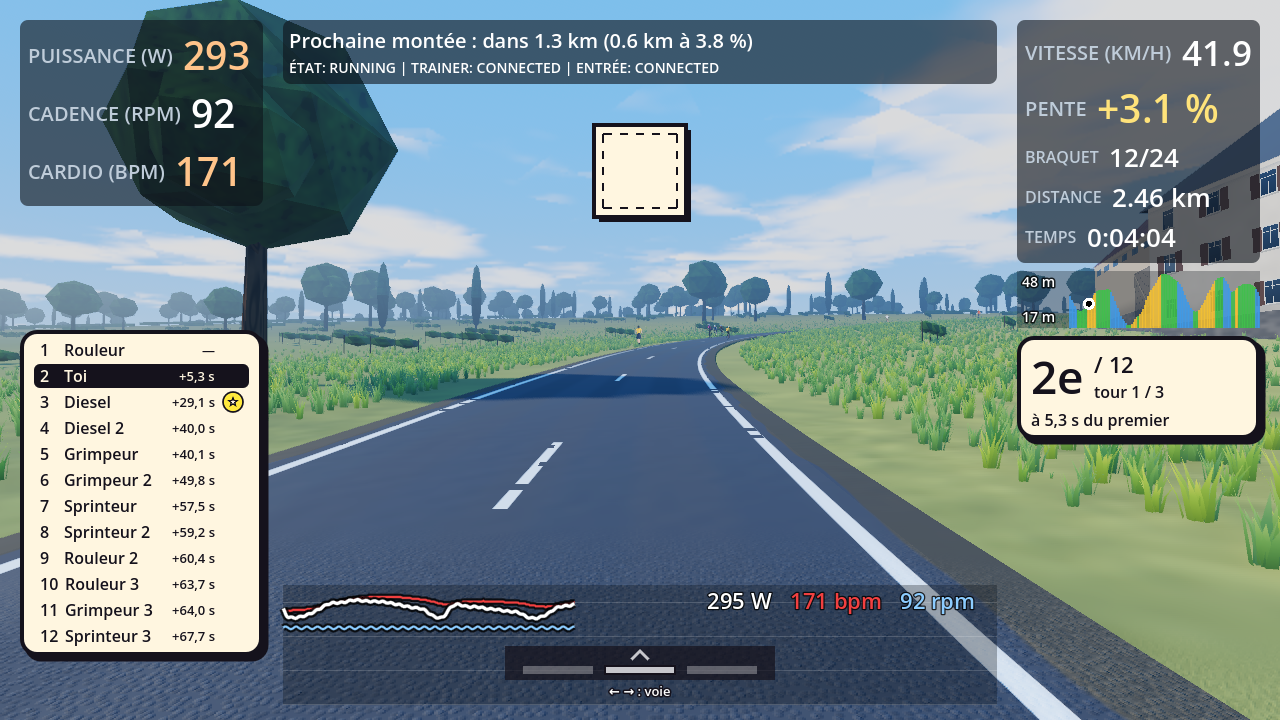 PUISSANCE (W) 293
CADENCE (RPM) 92
CARDIO (BPM) 171
Prochaine montée : dans 1.3 km (0.6 km à 3.8 %)
ÉTAT: RUNNING | TRAINER: CONNECTED | ENTRÉE: CONNECTED
VITESSE (KM/H) 41.9
PENTE +3.1 %
BRAQUET 12/24
DISTANCE 2.46 km
TEMPS 0:04:04
48 m
17 m
2e / 12
tour 1 / 3
à 5,3 s du premier
1 Rouleur —
2 Toi +5,3 s
3 Diesel +29,1 s
4 Diesel 2 +40,0 s
5 Grimpeur +40,1 s
6 Grimpeur 2 +49,8 s
7 Sprinteur +57,5 s
8 Sprinteur 2 +59,2 s
9 Rouleur 2 +60,4 s
10 Rouleur 3 +63,7 s
11 Grimpeur 3 +64,0 s
12 Sprinteur 3 +67,7 s
295 W 171 bpm 92 rpm
← → : voie